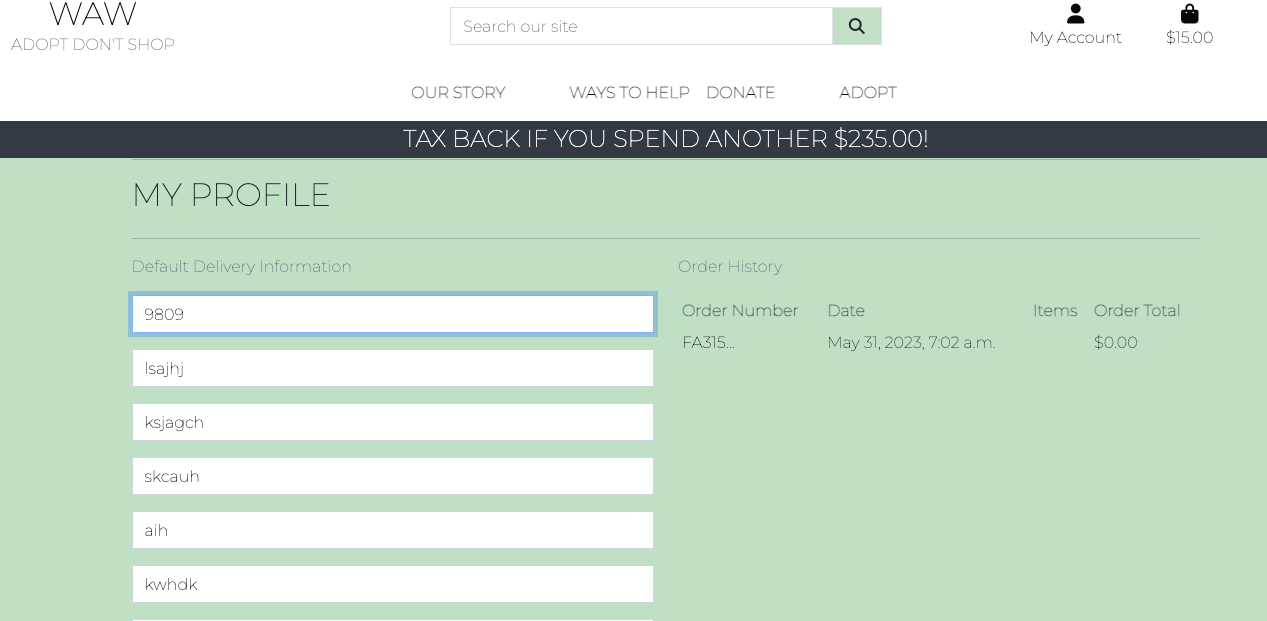 WAW
ADOPT DON'T SHOP
Search our site
My Account
$15.00
OUR STORY WAYS TO HELP DONATE ADOPT
TAX BACK IF YOU SPEND ANOTHER $235.00!
MY PROFILE
Default Delivery Information
9809
lsajhj
ksjagch
skcauh
aih
kwhdk
Order History
Order Number Date Items Order Total
FA315... May 31, 2023, 7:02 a.m. $0.00